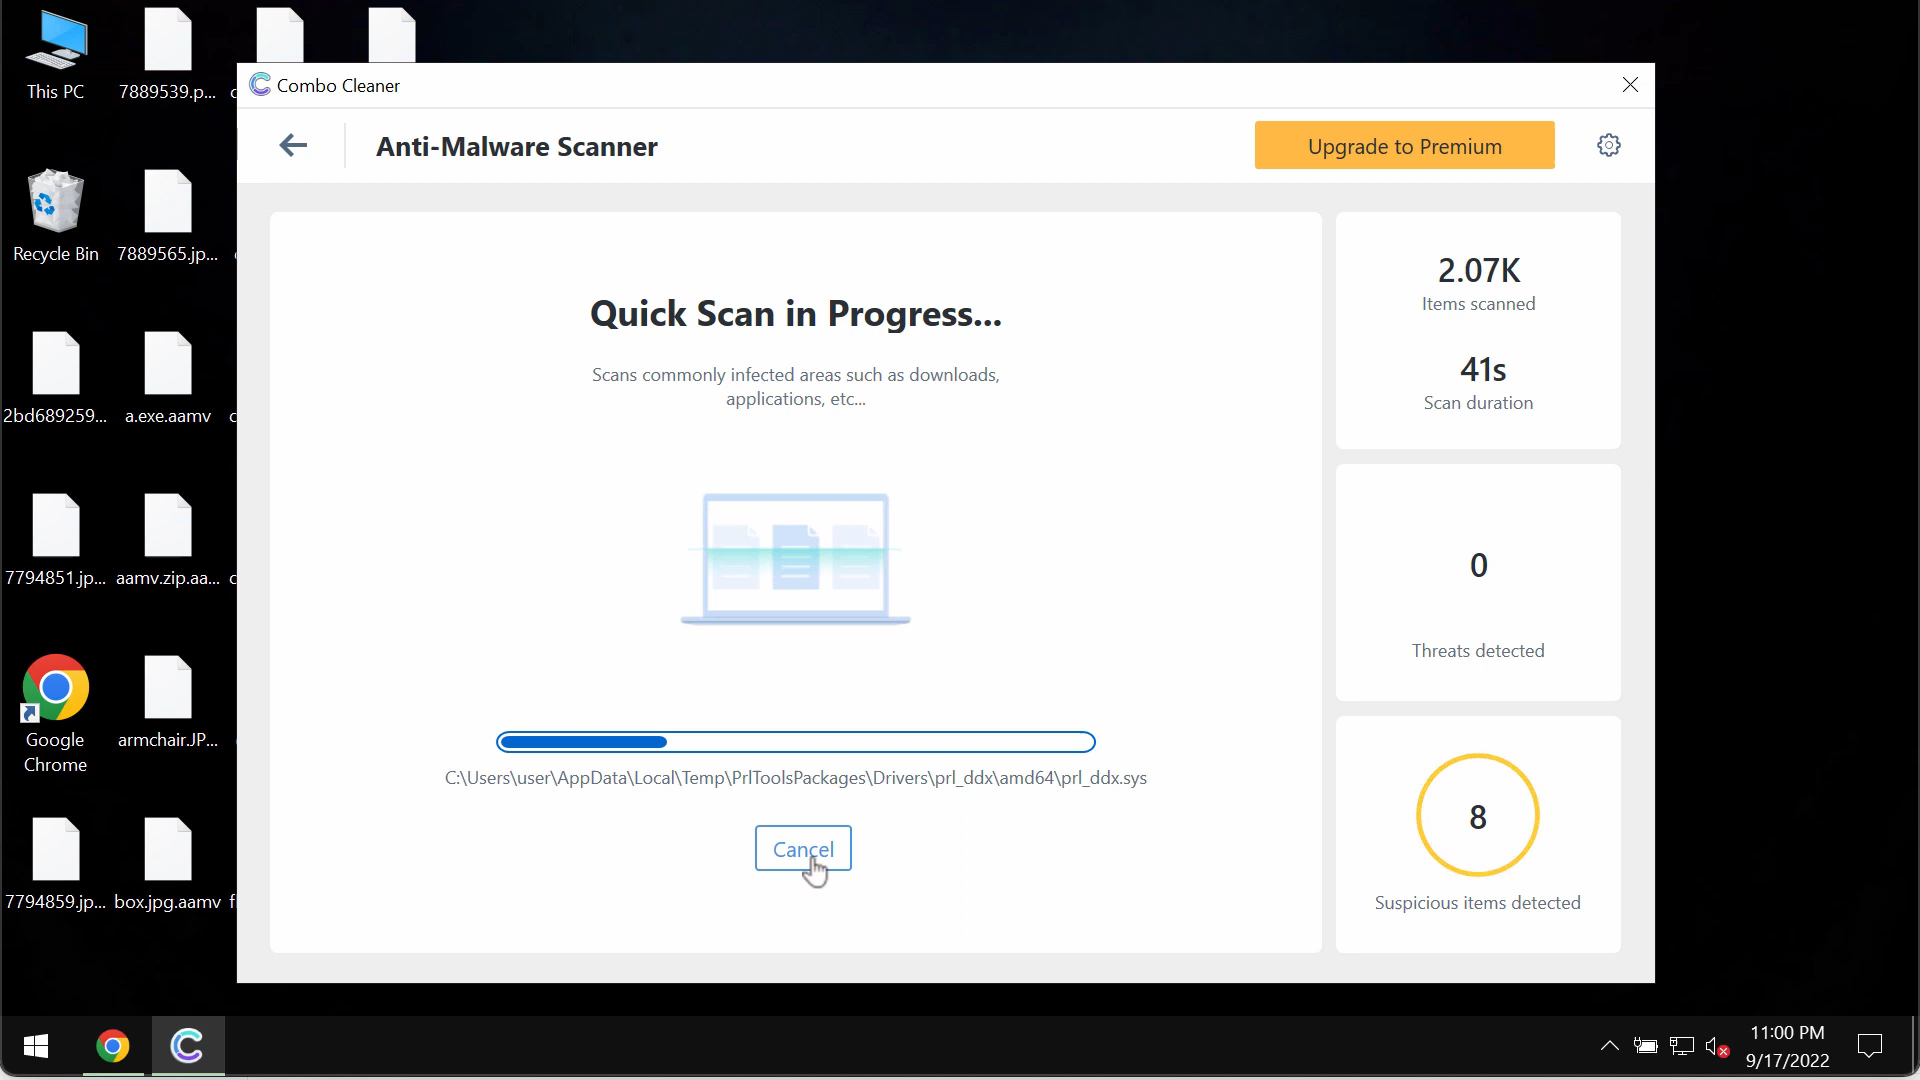 This PC
7889539.p...
Recycle Bin
7889565.jp...
2bd689259...
a.exe.aamv
7794851.jp...
aamv.zip.aa...
Google
Chrome
armchair.JP...
7794859.jp...
box.jpg.aamv
Combo Cleaner
Anti-Malware Scanner
Upgrade to Premium
Quick Scan in Progress...
Scans commonly infected areas such as downloads,
applications, etc...
C:\Users\user\AppData\Local\Temp\PrlToolsPackages\Drivers\prl_ddx\amd64\prl_ddx.sys
Cancel
2.07K
Items scanned
41s
Scan duration
0
Threats detected
8
Suspicious items detected
11:00 PM
9/17/2022